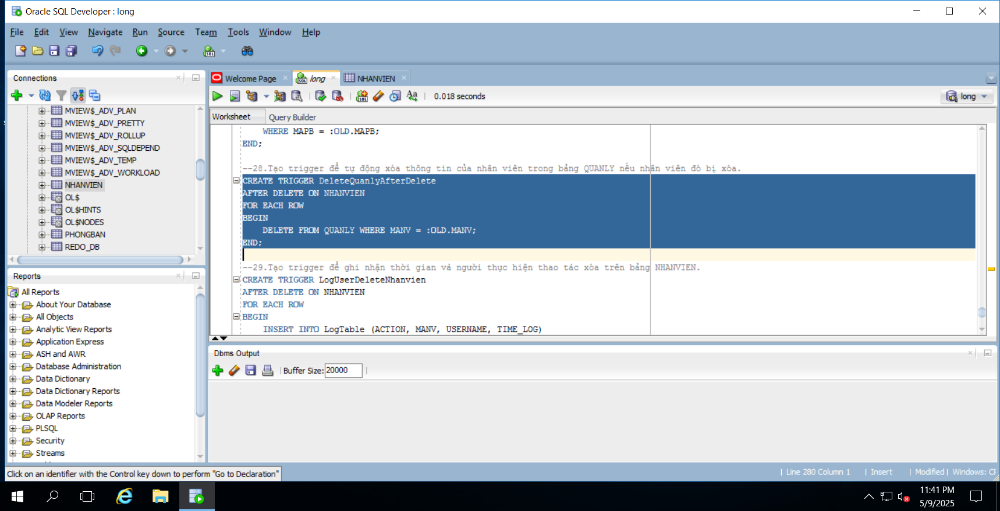 Oracle SQL Developer : long
File Edit View Navigate Run Source Team Tools Window Help
Connections
MVIEW$_ADV_PLAN
MVIEW$_ADV_PRETTY
MVIEW$_ADV_ROLLUP
MVIEW$_ADV_SQLDEPEND
MVIEW$_ADV_TEMP
MVIEW$_ADV_WORKLOAD
NHANVIEN
OL$
OL$HINTS
OL$NODES
PHONGBAN
REDO_DB
Reports
All Reports
About Your Database
All Objects
Analytic View Reports
Application Express
ASH and AWR
Database Administration
Data Dictionary
Data Dictionary Reports
Data Modeler Reports
OLAP Reports
PLSQL
Security
Streams
Welcome Page long NHANVIEN
SQL Aa 0.018 seconds long
Worksheet Query Builder
WHERE MAPB = :OLD.MAPB;
END;
--28.Tạo trigger để tự động xóa thông tin của nhân viên trong bảng QUANLY nếu nhân viên đó bị xóa.
CREATE TRIGGER DeleteQuanlyAfterDelete
AFTER DELETE ON NHANVIEN
FOR EACH ROW
BEGIN
DELETE FROM QUANLY WHERE MANV = :OLD.MANV;
END;
--29.Tạo trigger để ghi nhận thời gian và người thực hiện thao tác xóa trên bảng NHANVIEN.
CREATE TRIGGER LogUserDeleteNhanvien
AFTER DELETE ON NHANVIEN
FOR EACH ROW
BEGIN
INSERT INTO LogTable (ACTION, MANV, USERNAME, TIME_LOG)
Dbms Output
Buffer Size: 20000
Click on an identifier with the Control key down to perform "Go to Declaration"
Line 280 Column 1 | Insert | Modified | Windows: CR
11:41 PM
5/9/2025